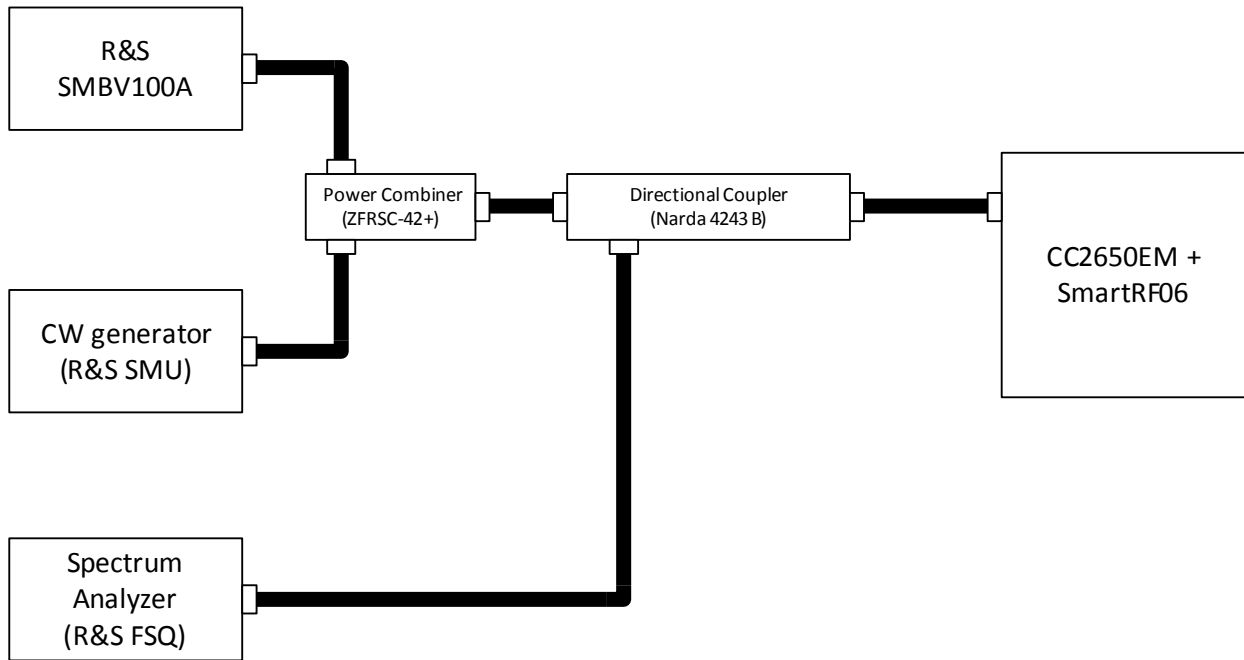 R&S
SMBV100A
Power Combiner
(ZFRSC-42+)
Directional Coupler
(Narda 4243 B)
CC2650EM +
SmartRF06
CW generator
(R&S SMU)
Spectrum
Analyzer
(R&S FSQ)